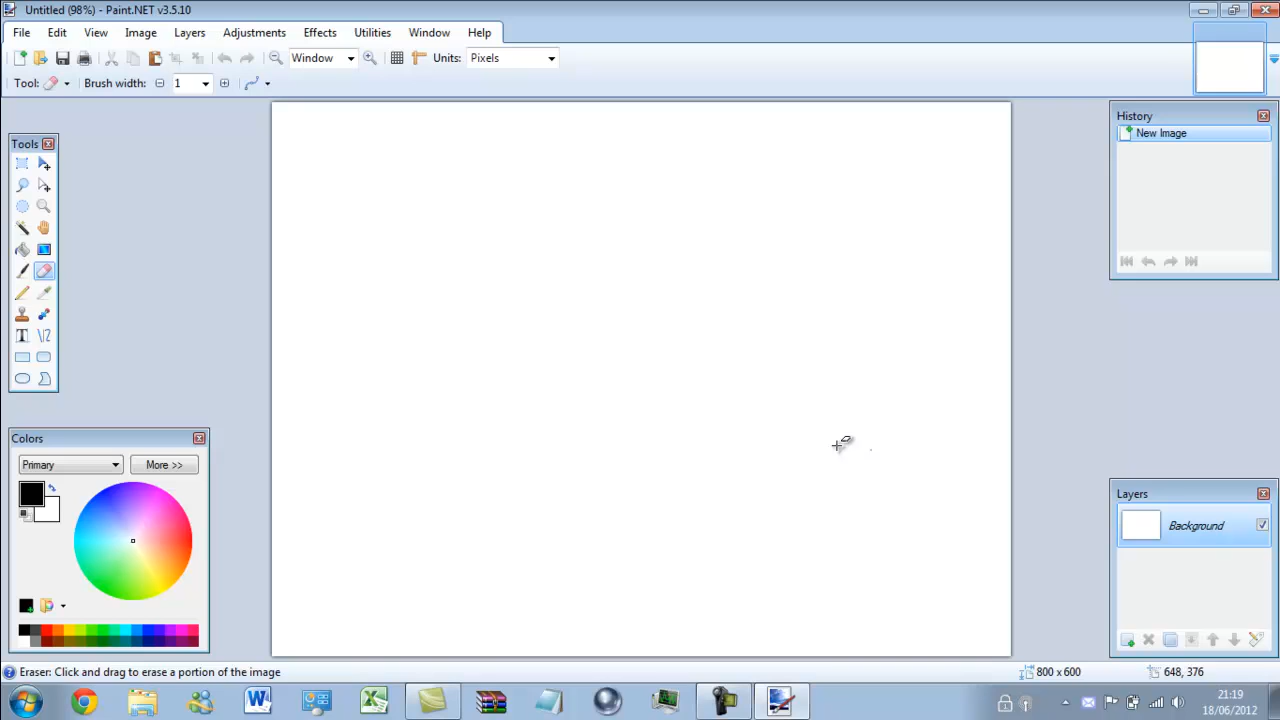 Untitled (98%) - Paint.NET v3.5.10
File Edit View Image Layers Adjustments Effects Utilities Window Help
Window Units: Pixels
Tool: Brush width: 1
Tools
History
New Image
Colors
Primary More >>
Layers
Background
Eraser: Click and drag to erase a portion of the image 800 x 600 648, 376
21:19
18/06/2012